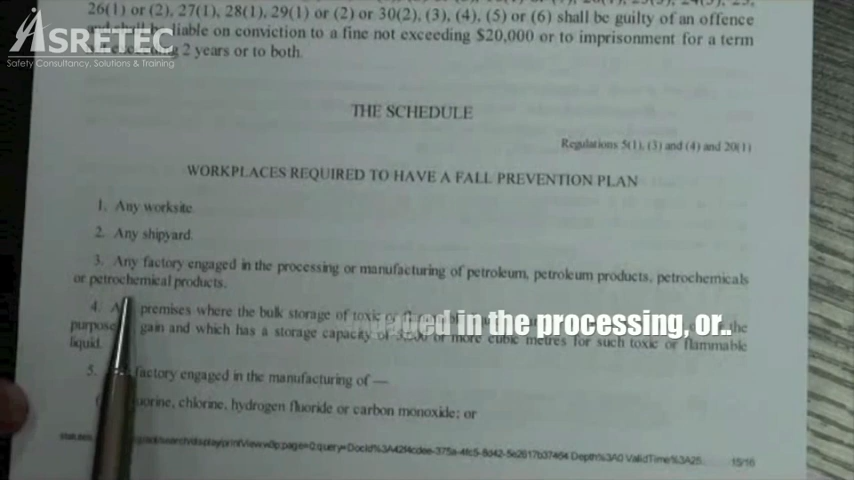 ASRETEC
Safety Consultancy, Solutions & Training
26(1) or (2), 27(1), 28(1), 29(1) or (2) or 30(2), (3), (4), (5) or (6) shall be guilty of an offence
and shall be liable on conviction to a fine not exceeding $20,000 or to imprisonment for a term
2 years or to both.
THE SCHEDULE
Regulations 5(1), (3) and (4) and 20(1)
WORKPLACES REQUIRED TO HAVE A FALL PREVENTION PLAN
1. Any worksite.
2. Any shipyard.
3. Any factory engaged in the processing or manufacturing of petroleum, petroleum products, petrochemicals
or petrochemical products.
4. premises where the bulk storage of toxic or the
engaged in the processing, or..
purpose gain and which has a storage capacity of or more cubic metres for such toxic or flammable
liquid.
5. factory engaged in the manufacturing of —
fluorine, chlorine, hydrogen fluoride or carbon monoxide; or
15/16